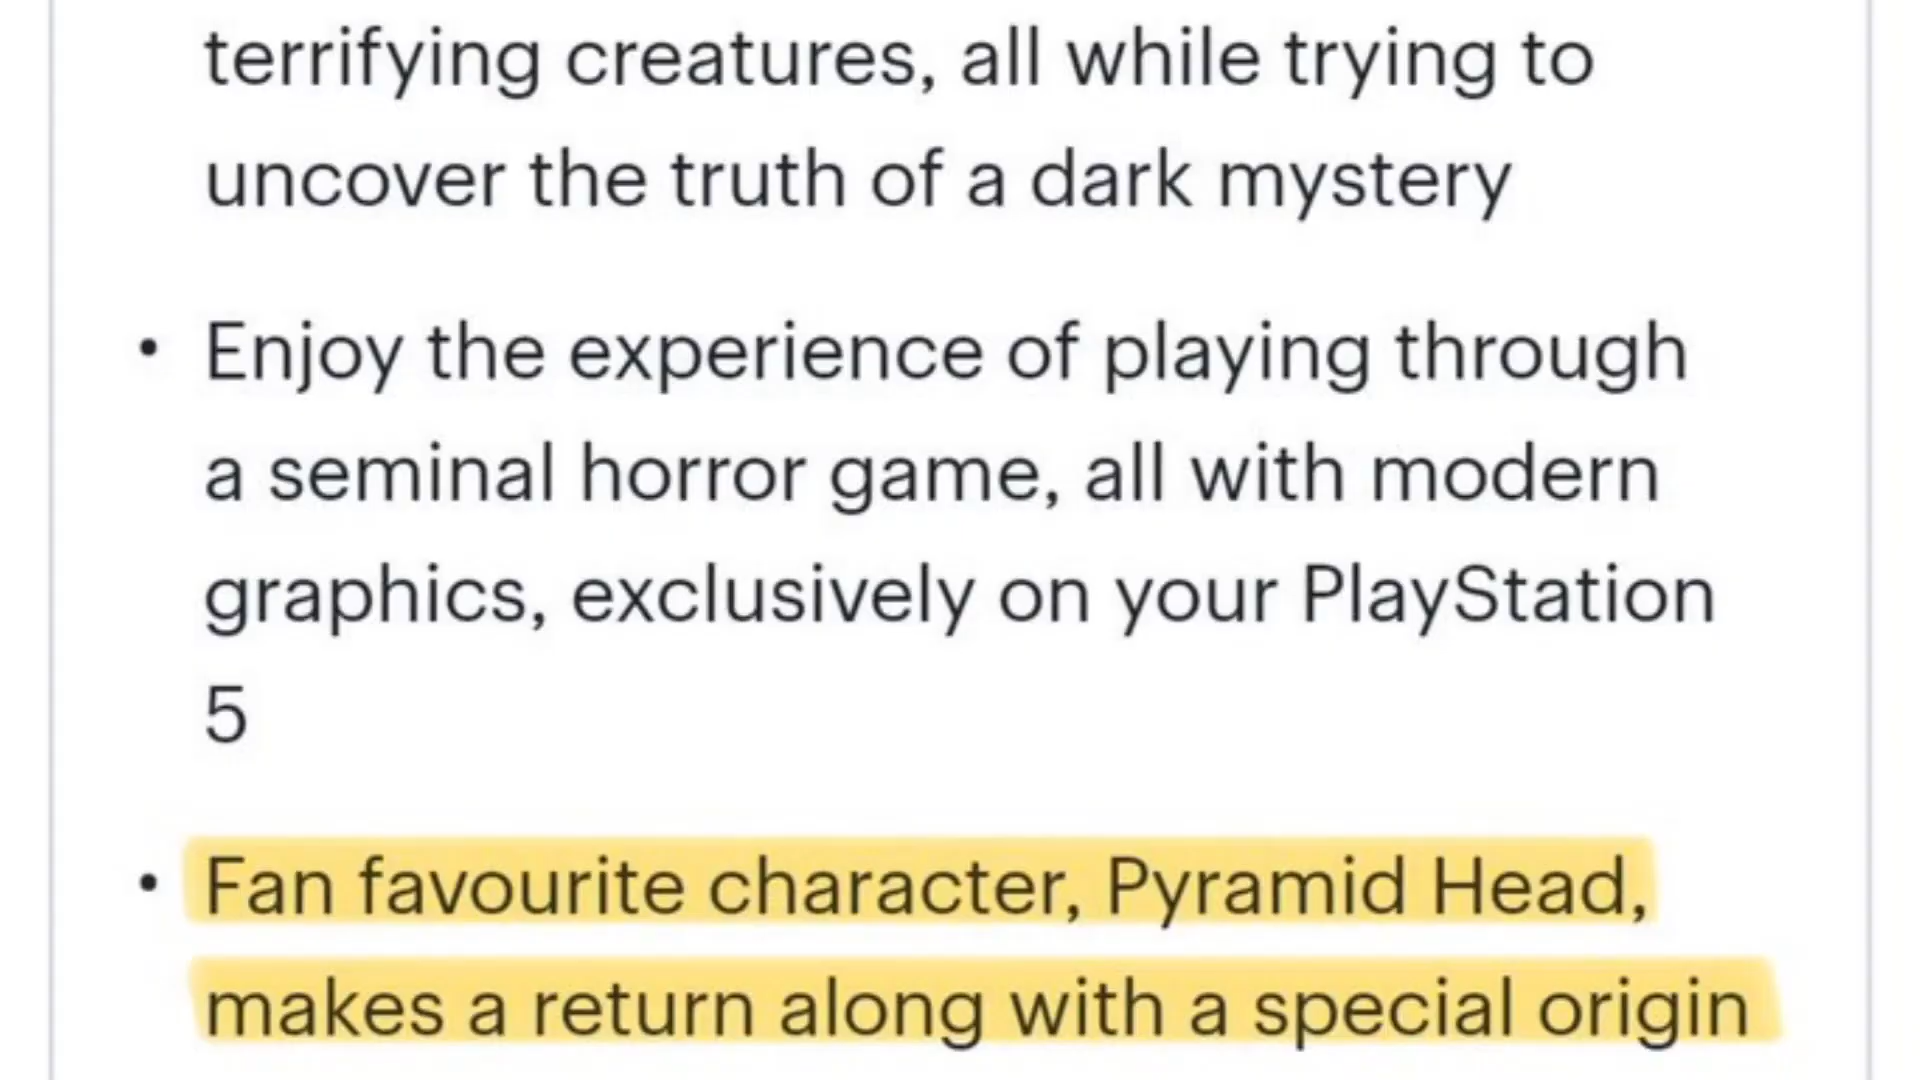 terrifying creatures, all while trying to
uncover the truth of a dark mystery
• Enjoy the experience of playing through
a seminal horror game, all with modern
graphics, exclusively on your PlayStation
5
• Fan favourite character, Pyramid Head,
makes a return along with a special origin